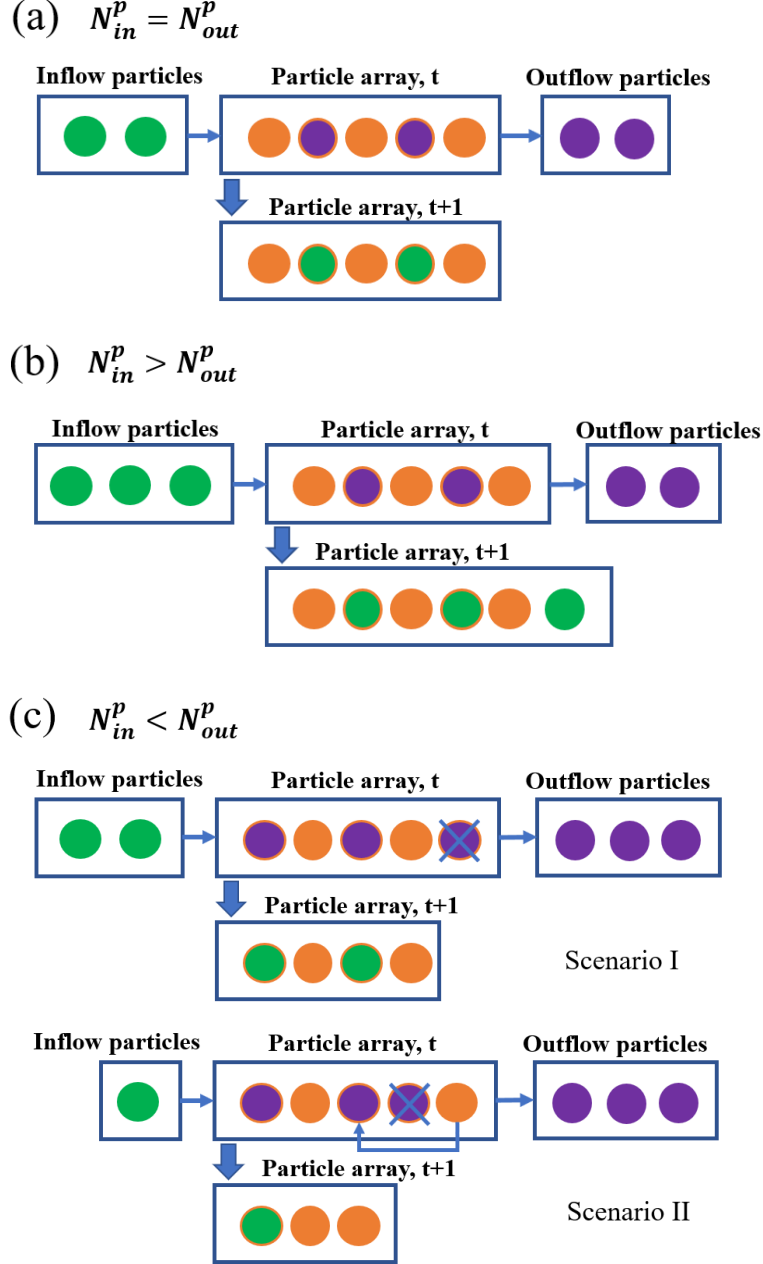 (a) N^p_in = N^p_out
Inflow particles Particle array, t Outflow particles
Particle array, t+1
(b) N^p_in > N^p_out
Inflow particles Particle array, t Outflow particles
Particle array, t+1
(c) N^p_in < N^p_out
Inflow particles Particle array, t Outflow particles
Particle array, t+1
Scenario I
Inflow particles Particle array, t Outflow particles
Particle array, t+1
Scenario II